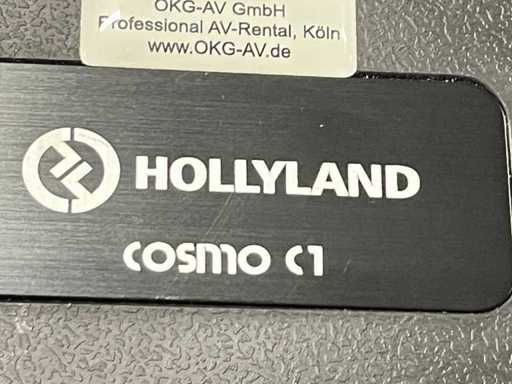 OKG-AV GmbH
Professional AV-Rental, Köln
www.OKG-AV.de
HOLLYLAND
COSMO C1